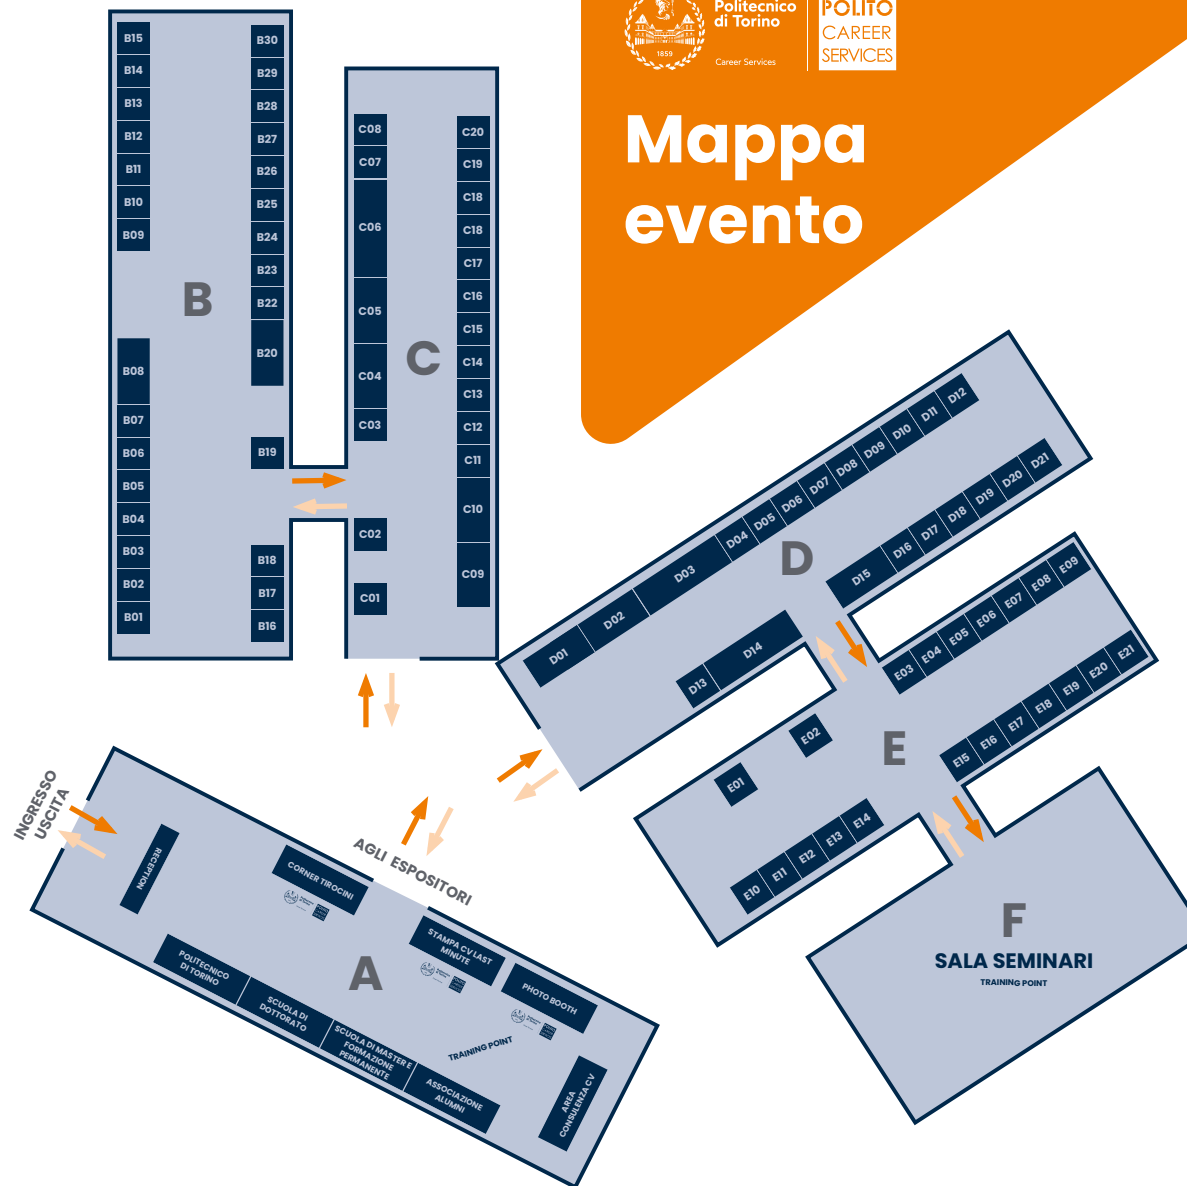 Politecnico
di Torino
1859
Career Services
POLITO
CAREER
SERVICES
Mappa
evento
B15
B14
B13
B12
B11
B10
B09
B08
B07
B06
B05
B04
B03
B02
B01
B
B30
B29
B28
B27
B26
B25
B24
B23
B22
B20
B19
B18
B17
B16
C08
C07
C06
C05
C04
C03
C02
C01
C
C20
C19
C18
C18
C17
C16
C15
C14
C13
C12
C11
C10
C09
D01
D02
D03
D04
D05
D06
D07
D08
D09
D10
D11
D12
D
D13
D14
D15
D16
D17
D18
D19
D20
D21
E01
E02
E03
E04
E05
E06
E07
E08
E09
E
E10
E11
E12
E13
E14
E15
E16
E17
E18
E19
E20
E21
F
SALA SEMINARI
TRAINING POINT
INGRESSO
USCITA
AGLI ESPOSITORI
RECEPTION
CORNER TIROCINI
STAMPA CV LAST
MINUTE
PHOTO BOOTH
A
POLITECNICO
DI TORINO
SCUOLA DI
DOTTORATO
SCUOLA DI MASTER E
FORMAZIONE
PERMANENTE
ASSOCIAZIONE
ALUMNI
TRAINING POINT
AREA
CONSULENZA CV